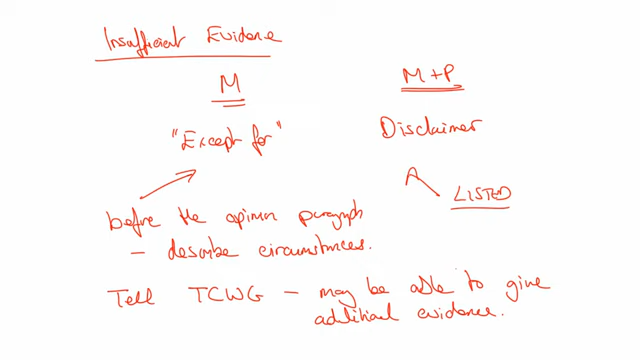 Insufficient Evidence
M
M+P
"Except for"
Disclaimer
LISTED
before the opinion paragraph
- describe circumstances.
Tell TCWG - may be able to give
additional evidence.